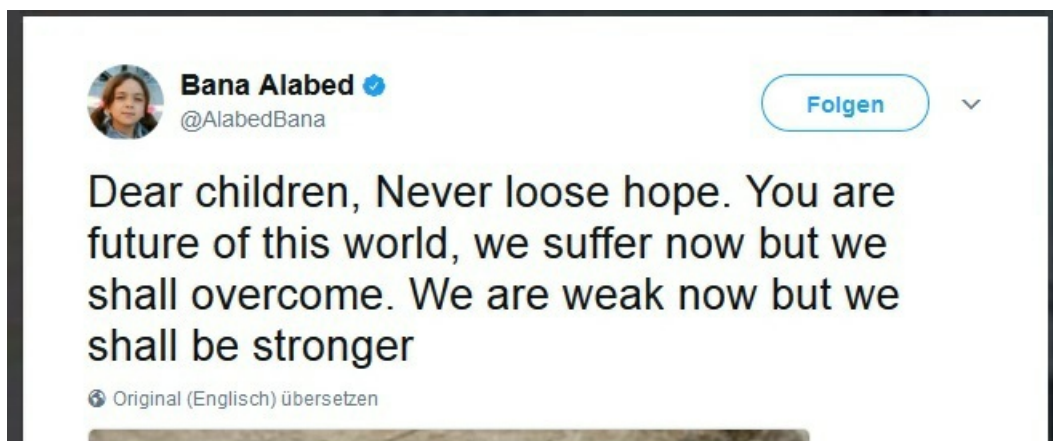 Bana Alabed
@AlabedBana
Folgen
Dear children, Never loose hope. You are
future of this world, we suffer now but we
shall overcome. We are weak now but we
shall be stronger
Original (Englisch) übersetzen